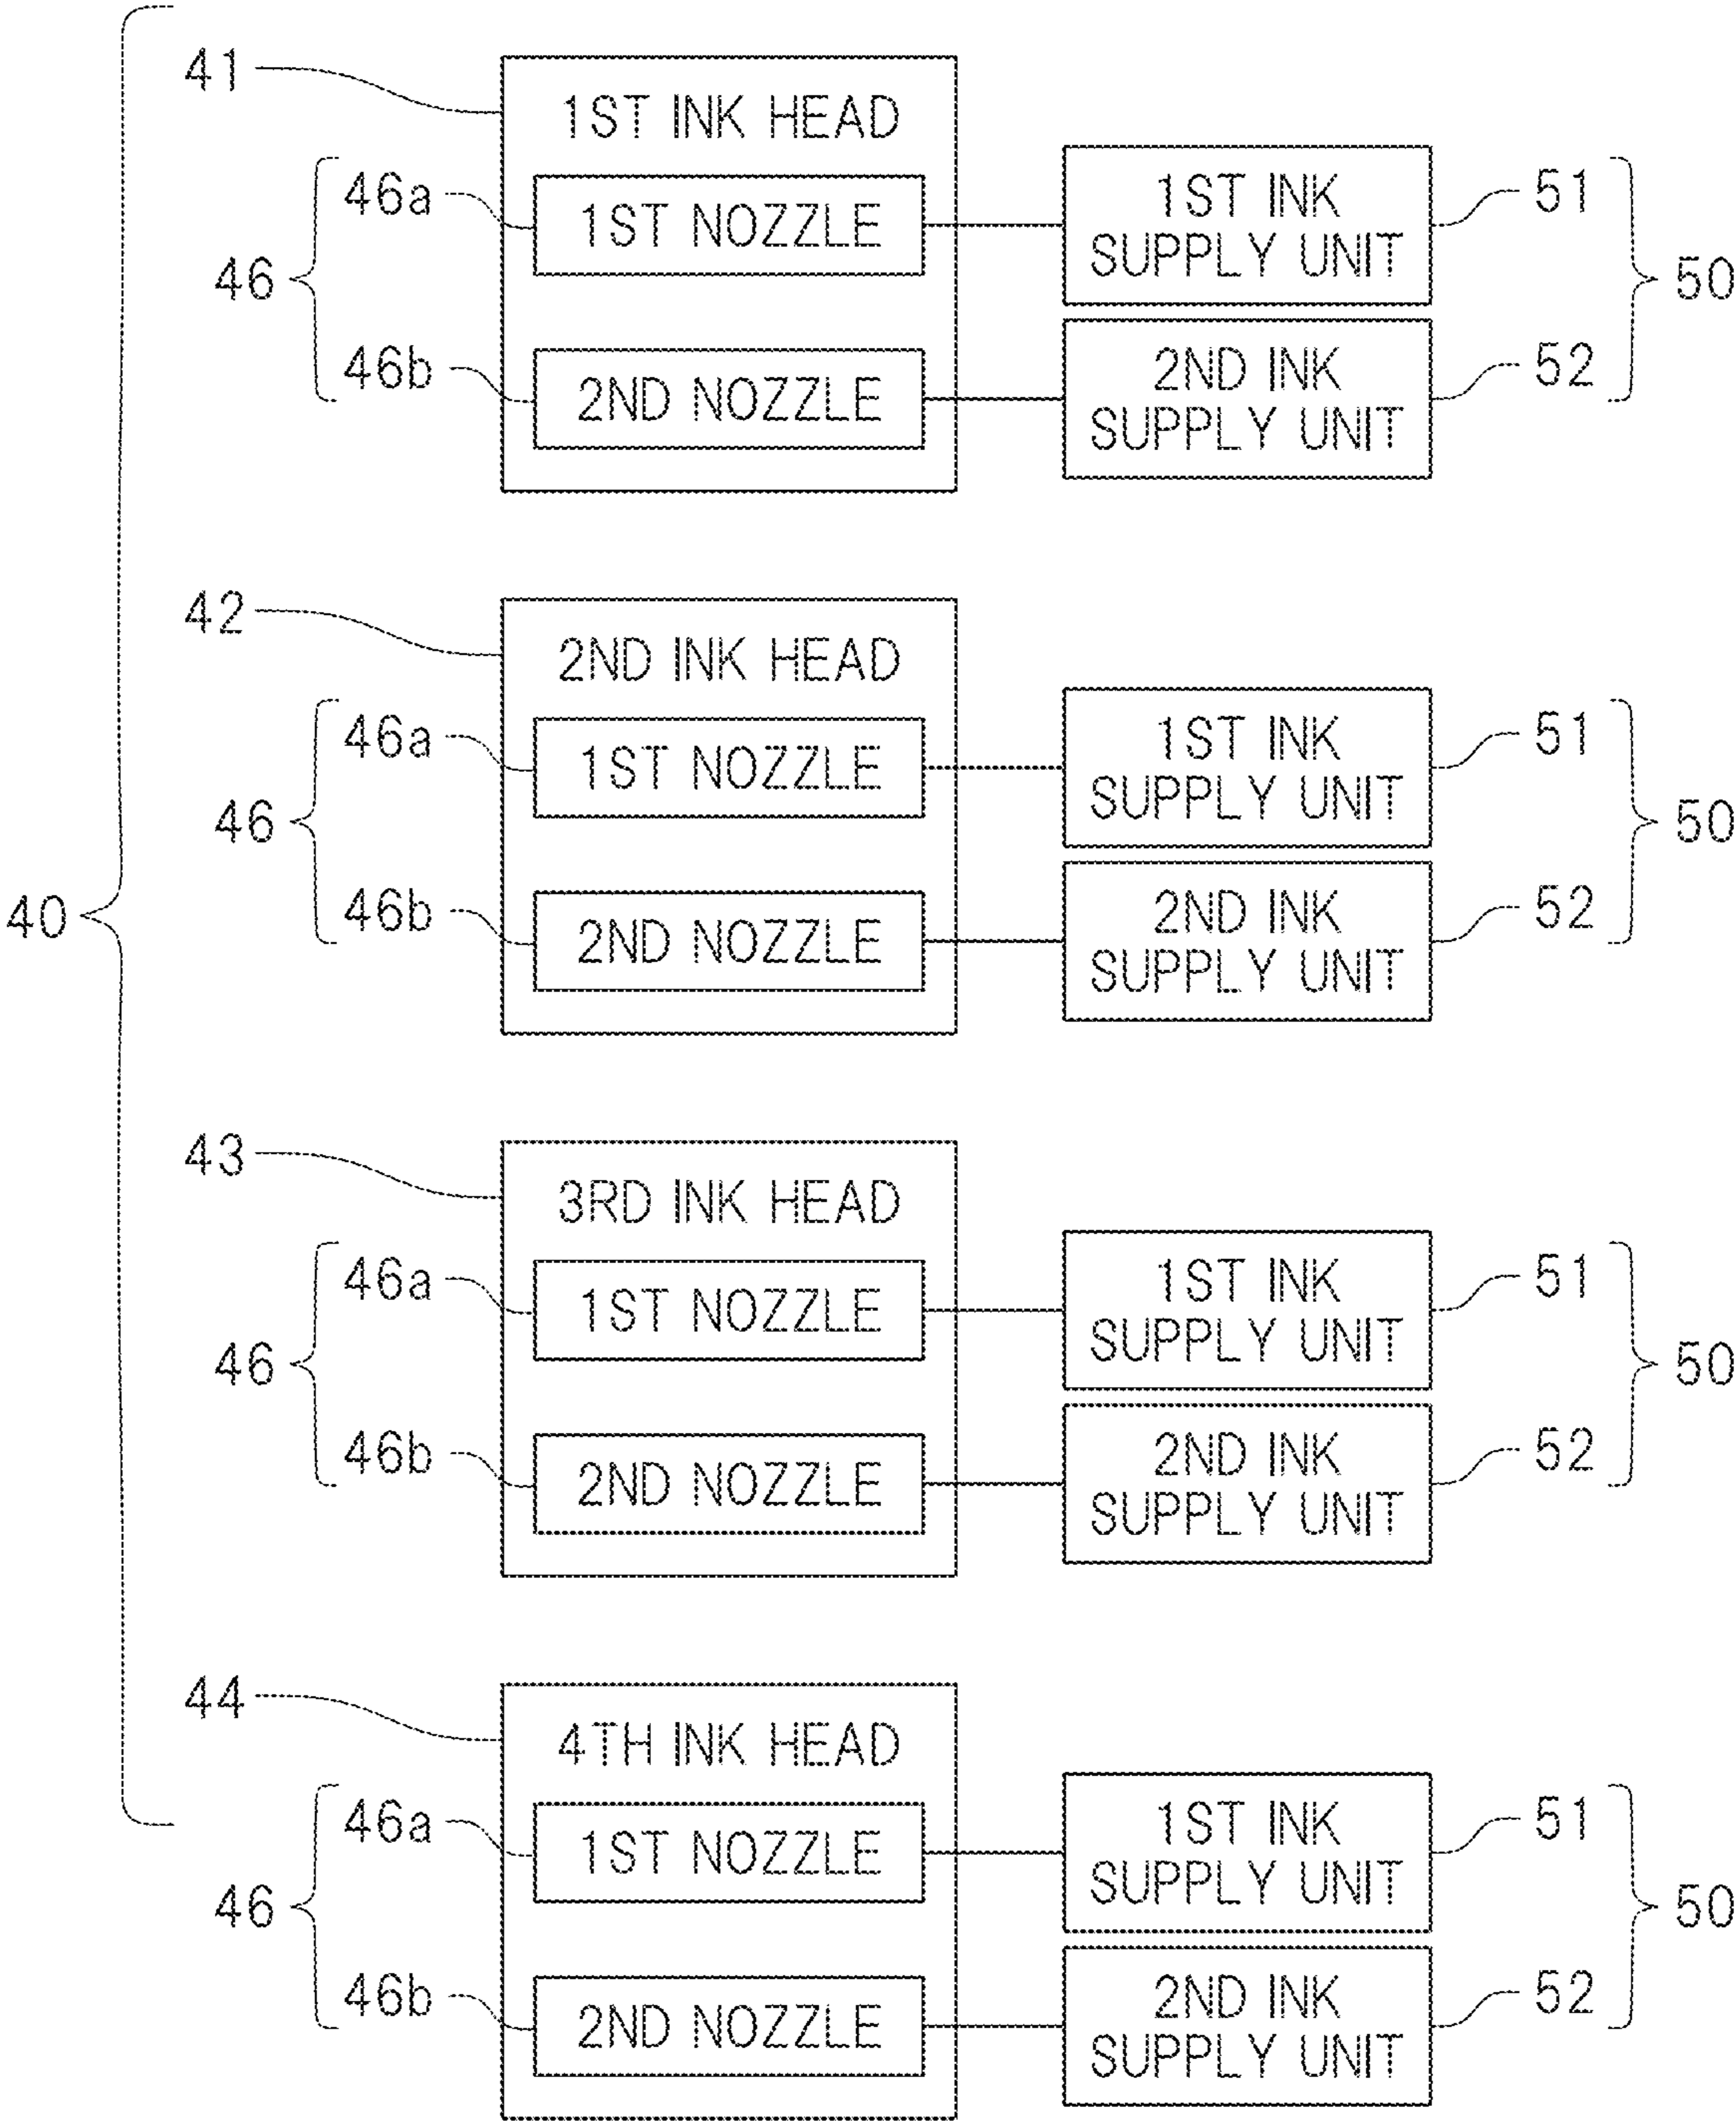 41
1ST INK HEAD
46a
1ST NOZZLE
1ST INK
SUPPLY UNIT
51
46
50
46b
2ND NOZZLE
2ND INK
SUPPLY UNIT
52
42
2ND INK HEAD
46a
1ST NOZZLE
1ST INK
SUPPLY UNIT
51
46
50
46b
2ND NOZZLE
2ND INK
SUPPLY UNIT
52
40
43
3RD INK HEAD
46a
1ST NOZZLE
1ST INK
SUPPLY UNIT
51
46
50
46b
2ND NOZZLE
2ND INK
SUPPLY UNIT
52
44
4TH INK HEAD
46a
1ST NOZZLE
1ST INK
SUPPLY UNIT
51
46
50
46b
2ND NOZZLE
2ND INK
SUPPLY UNIT
52